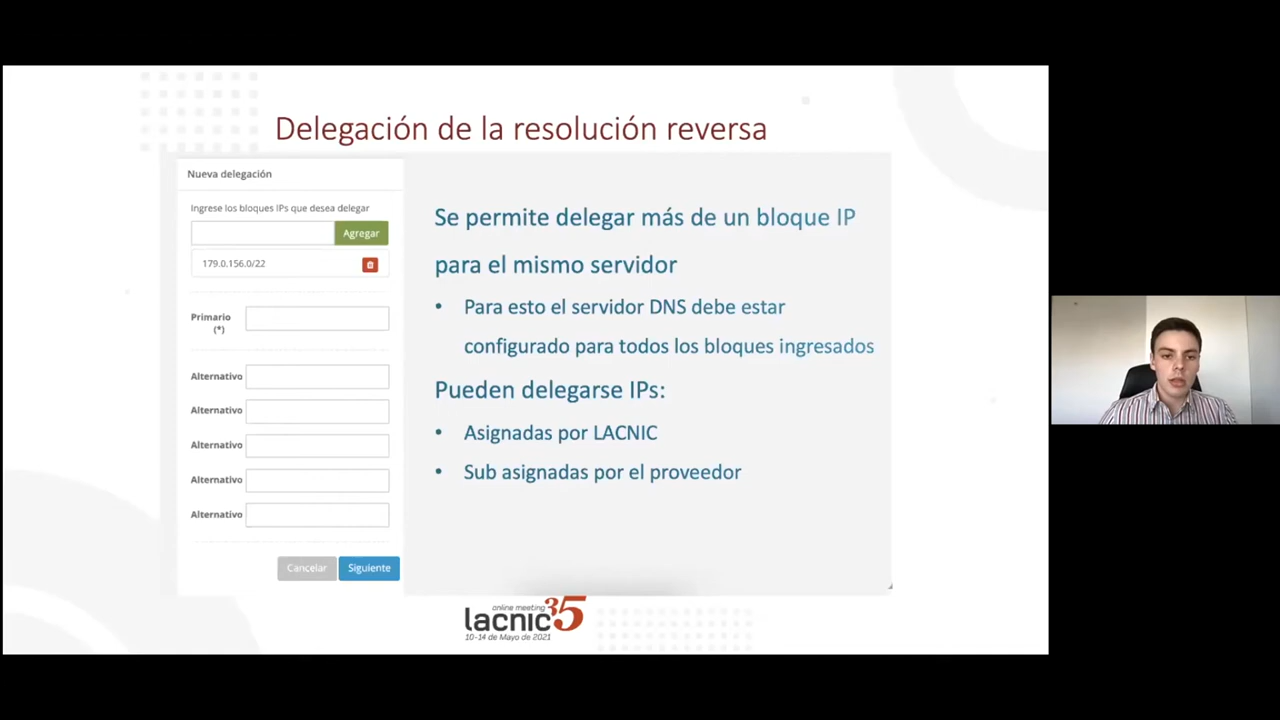 Delegación de la resolución reversa
Nueva delegación
Ingrese los bloques IPs que desea delegar
Agregar
179.0.156.0/22
Primario
(*)
Alternativo
Alternativo
Alternativo
Alternativo
Alternativo
Cancelar
Siguiente
Se permite delegar más de un bloque IP
para el mismo servidor
• Para esto el servidor DNS debe estar
configurado para todos los bloques ingresados
Pueden delegarse IPs:
• Asignadas por LACNIC
• Sub asignadas por el proveedor
online meeting
lacnic35
10-14 de Mayo de 2021